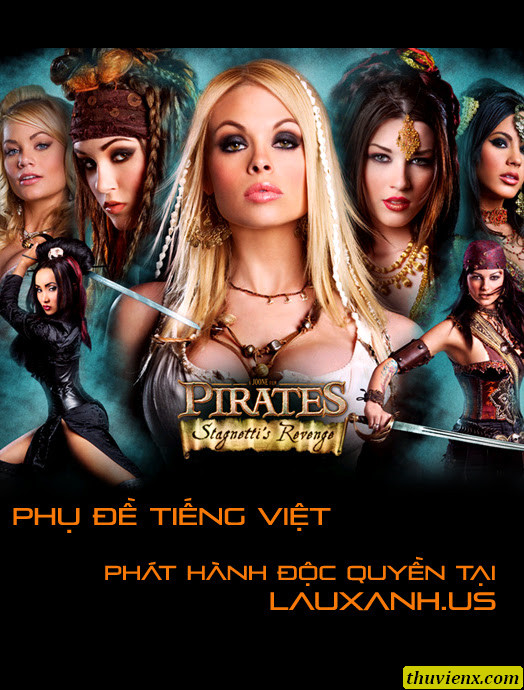 A JOONE FILM
PIRATES
Stagnetti's Revenge
PHỤ ĐỀ TIẾNG VIỆT
PHÁT HÀNH ĐỘC QUYỀN TẠI
LAUXANH.US
thuvienx.com